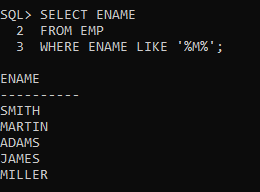 SQL> SELECT ENAME
2 FROM EMP
3 WHERE ENAME LIKE '%M%';
ENAME
----------
SMITH
MARTIN
ADAMS
JAMES
MILLER